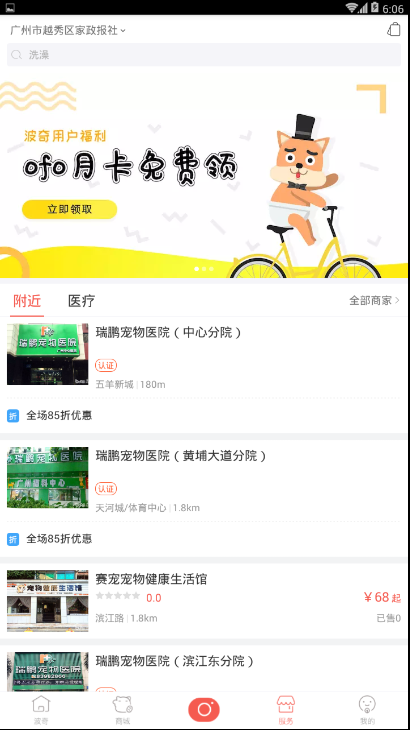 6:06
广州市越秀区家政报社
洗澡
波奇用户福利
ofo月卡免费领
立即领取
附近
医疗
全部商家
瑞鹏宠物医院
瑞鹏宠物医院（中心分院）
认证
五羊新城 | 180m
折 全场85折优惠
瑞鹏宠物医院
瑞鹏宠物医院（黄埔大道分院）
认证
天河城/体育中心 | 1.8km
折 全场85折优惠
宠物健康生活馆
赛宠宠物健康生活馆
0.0
￥68起
滨江路 | 1.8km
已售0
瑞鹏宠物医院
瑞鹏宠物医院（滨江东分院）
波奇
商城
服务
我的